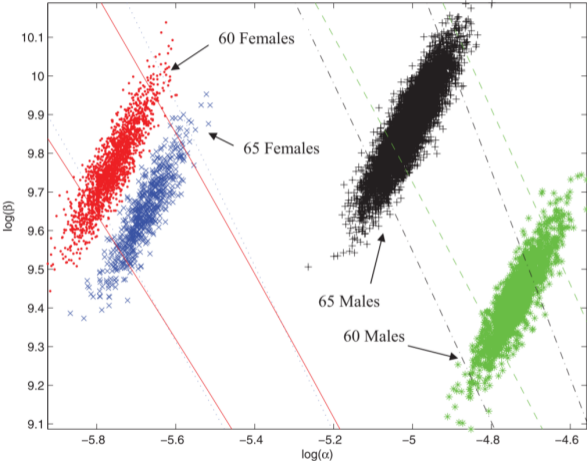 10.1
10
9.9
9.8
9.7
9.6
9.5
9.4
9.3
9.2
9.1
log(β)
60 Females
65 Females
65 Males
60 Males
−5.8 −5.6 −5.4 −5.2 −5 −4.8 −4.6
log(α)